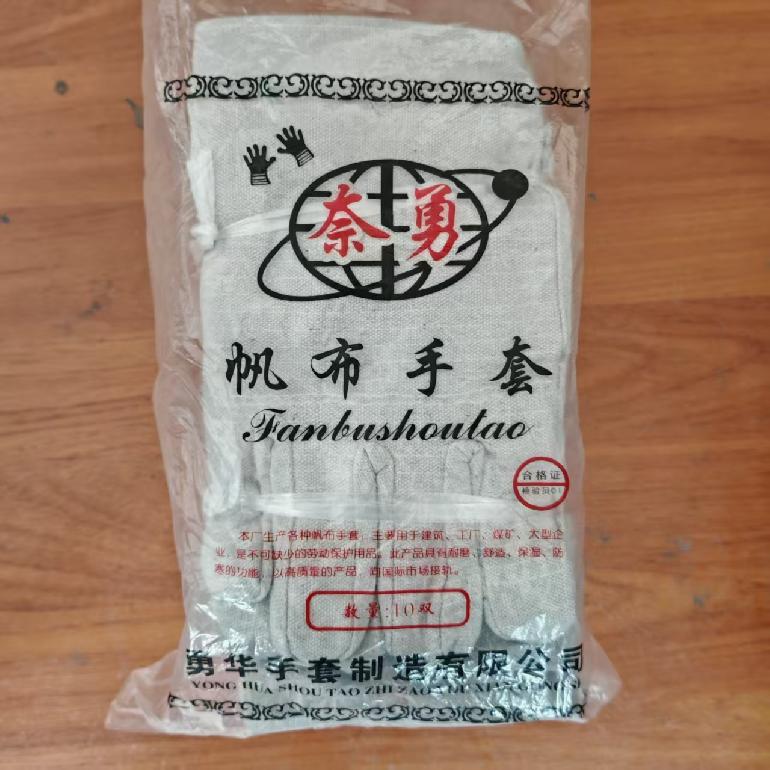 奈勇
帆布手套
Fanbushoutao
合格证
检验员01
本厂生产各种帆布手套，主要用于建筑、工厂、煤矿、大型企
业，是不可缺少的劳动保护用品。此产品具有耐磨、舒适、保温、防
寒的功能，以高质量的产品，向国际市场接轨。
数量:10双
勇华手套制造有限公司
YONG HUA SHOU TAO ZHI ZAO